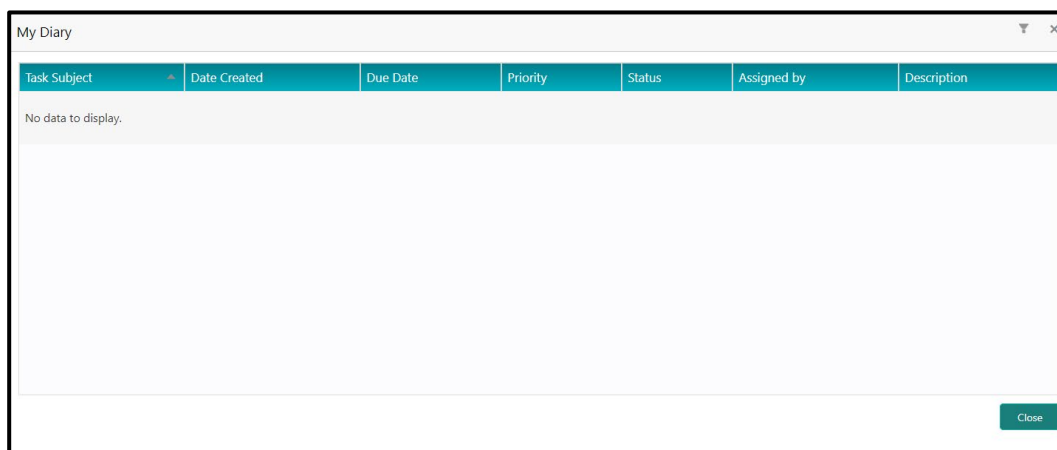 My Diary
Task Subject Date Created Due Date Priority Status Assigned by Description
No data to display.
Close